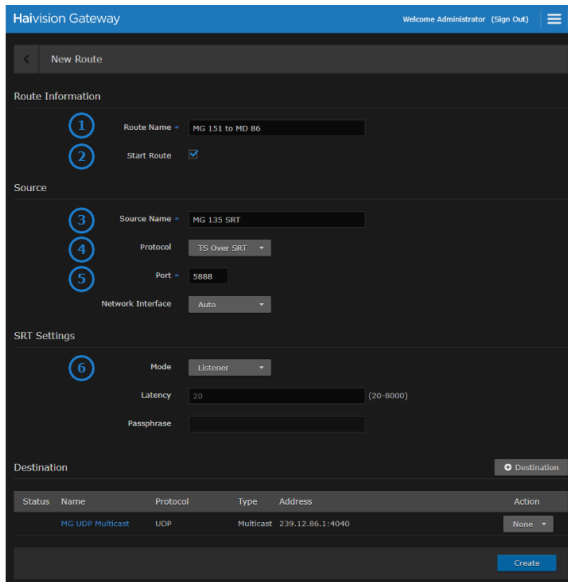 Haivision Gateway Welcome Administrator (Sign Out)
New Route
Route Information
1 Route Name * MG 151 to MD 86
2 Start Route
Source
3 Source Name * MG 135 SRT
4 Protocol TS Over SRT
5 Port * 5888
Network Interface Auto
SRT Settings
6 Mode Listener
Latency 20 (20-8000)
Passphrase
Destination Destination
Status Name Protocol Type Address Action
MG UDP Multicast UDP Multicast 239.12.86.1:4040 None
Create